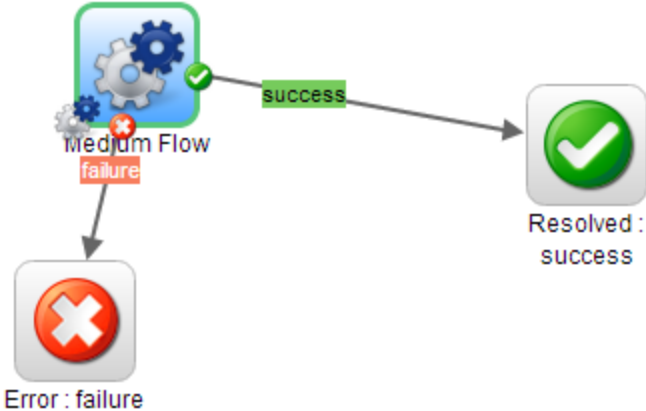 success
Medium Flow
failure
Resolved :
success
Error : failure